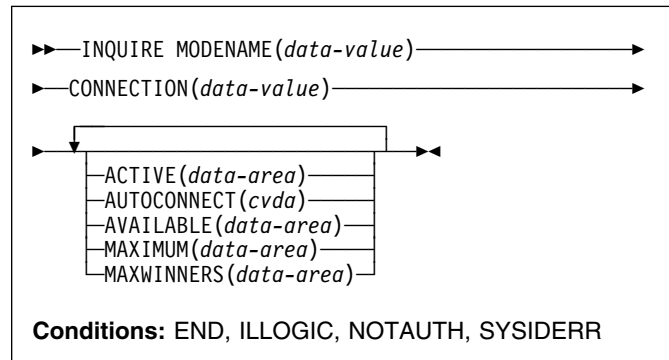 INQUIRE MODENAME(data-value)
CONNECTION(data-value)
ACTIVE(data-area)
AUTOCONNECT(cvda)
AVAILABLE(data-area)
MAXIMUM(data-area)
MAXWINNERS(data-area)
Conditions: END, ILLOGIC, NOTAUTH, SYSIDERR